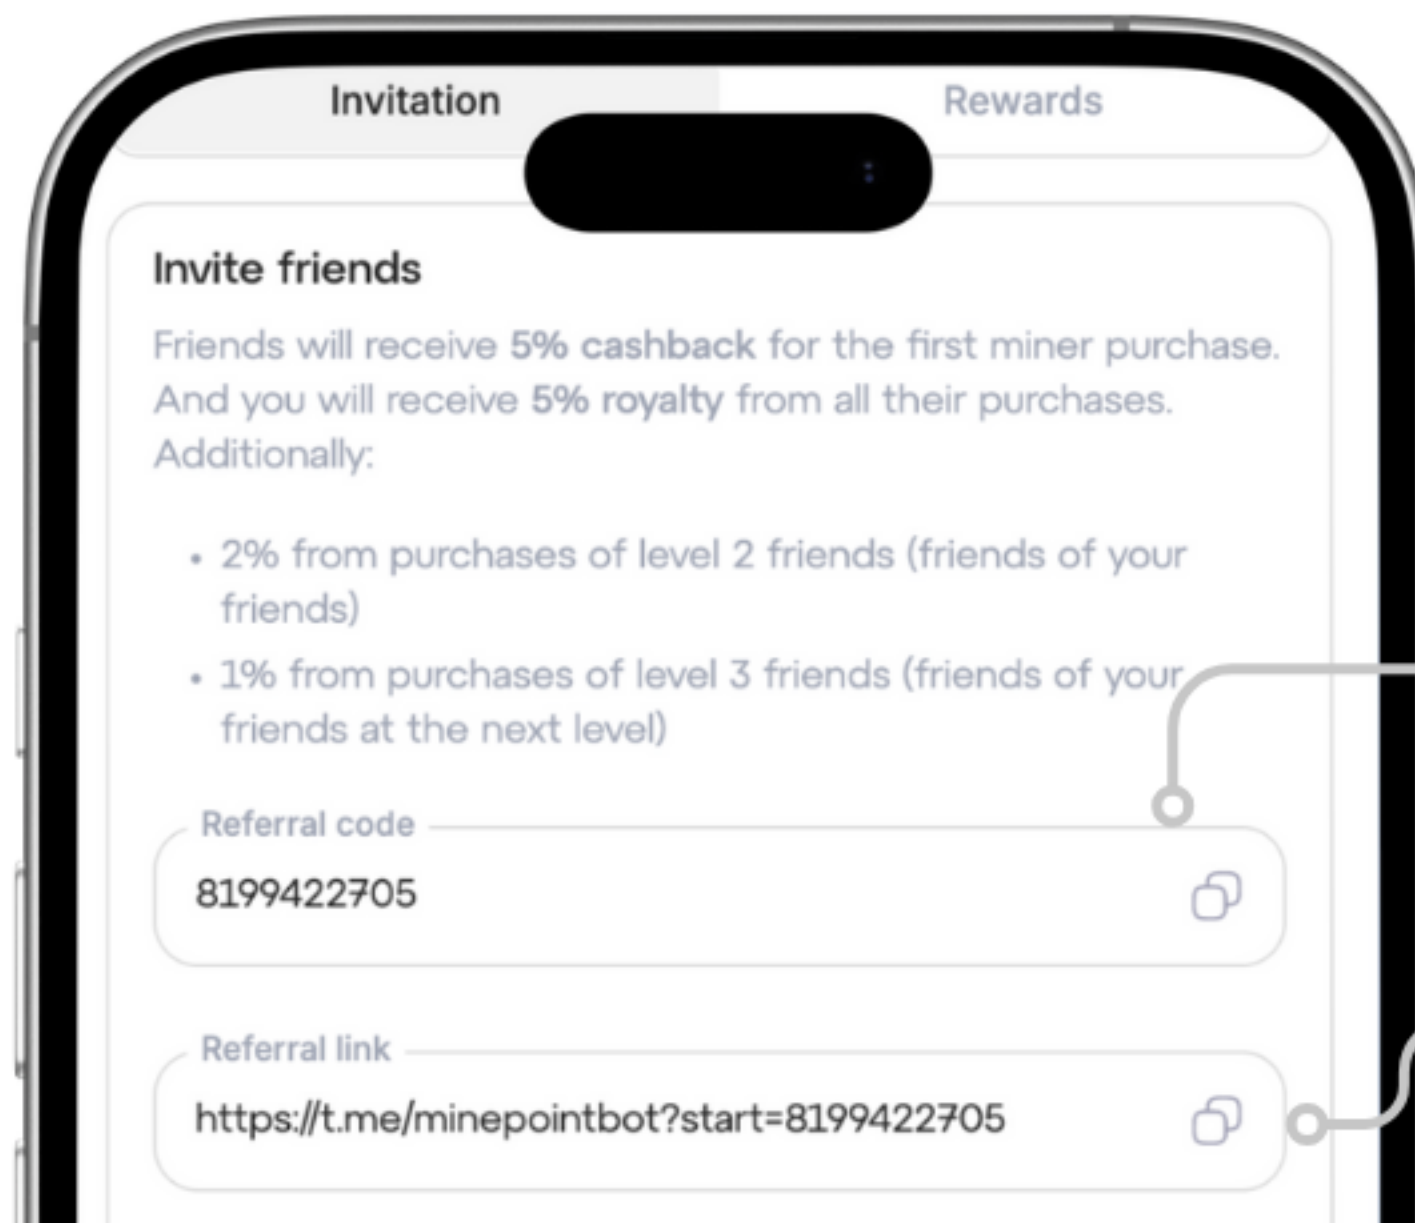 Invitation
Rewards
Invite friends
Friends will receive 5% cashback for the first miner purchase.
And you will receive 5% royalty from all their purchases.
Additionally:
• 2% from purchases of level 2 friends (friends of your
friends)
• 1% from purchases of level 3 friends (friends of your
friends at the next level)
Referral code
8199422705
Referral link
https://t.me/minepointbot?start=8199422705